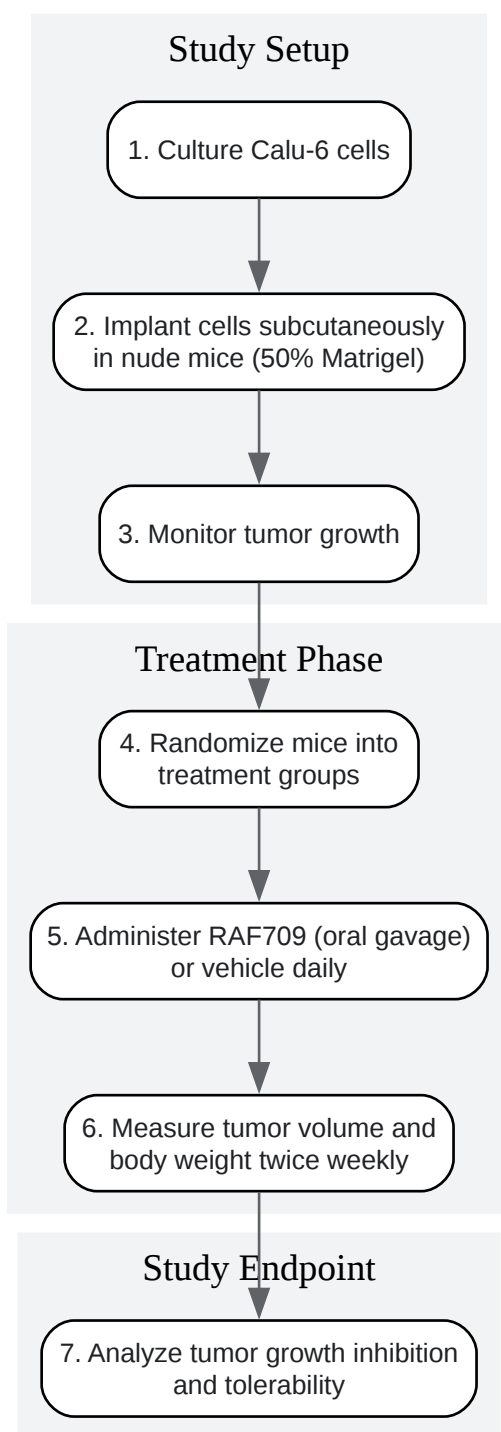 Study Setup
1. Culture Calu-6 cells
2. Implant cells subcutaneously
in nude mice (50% Matrigel)
3. Monitor tumor growth
Treatment Phase
4. Randomize mice into
treatment groups
5. Administer RAF709 (oral gavage)
or vehicle daily
6. Measure tumor volume and
body weight twice weekly
Study Endpoint
7. Analyze tumor growth inhibition
and tolerability